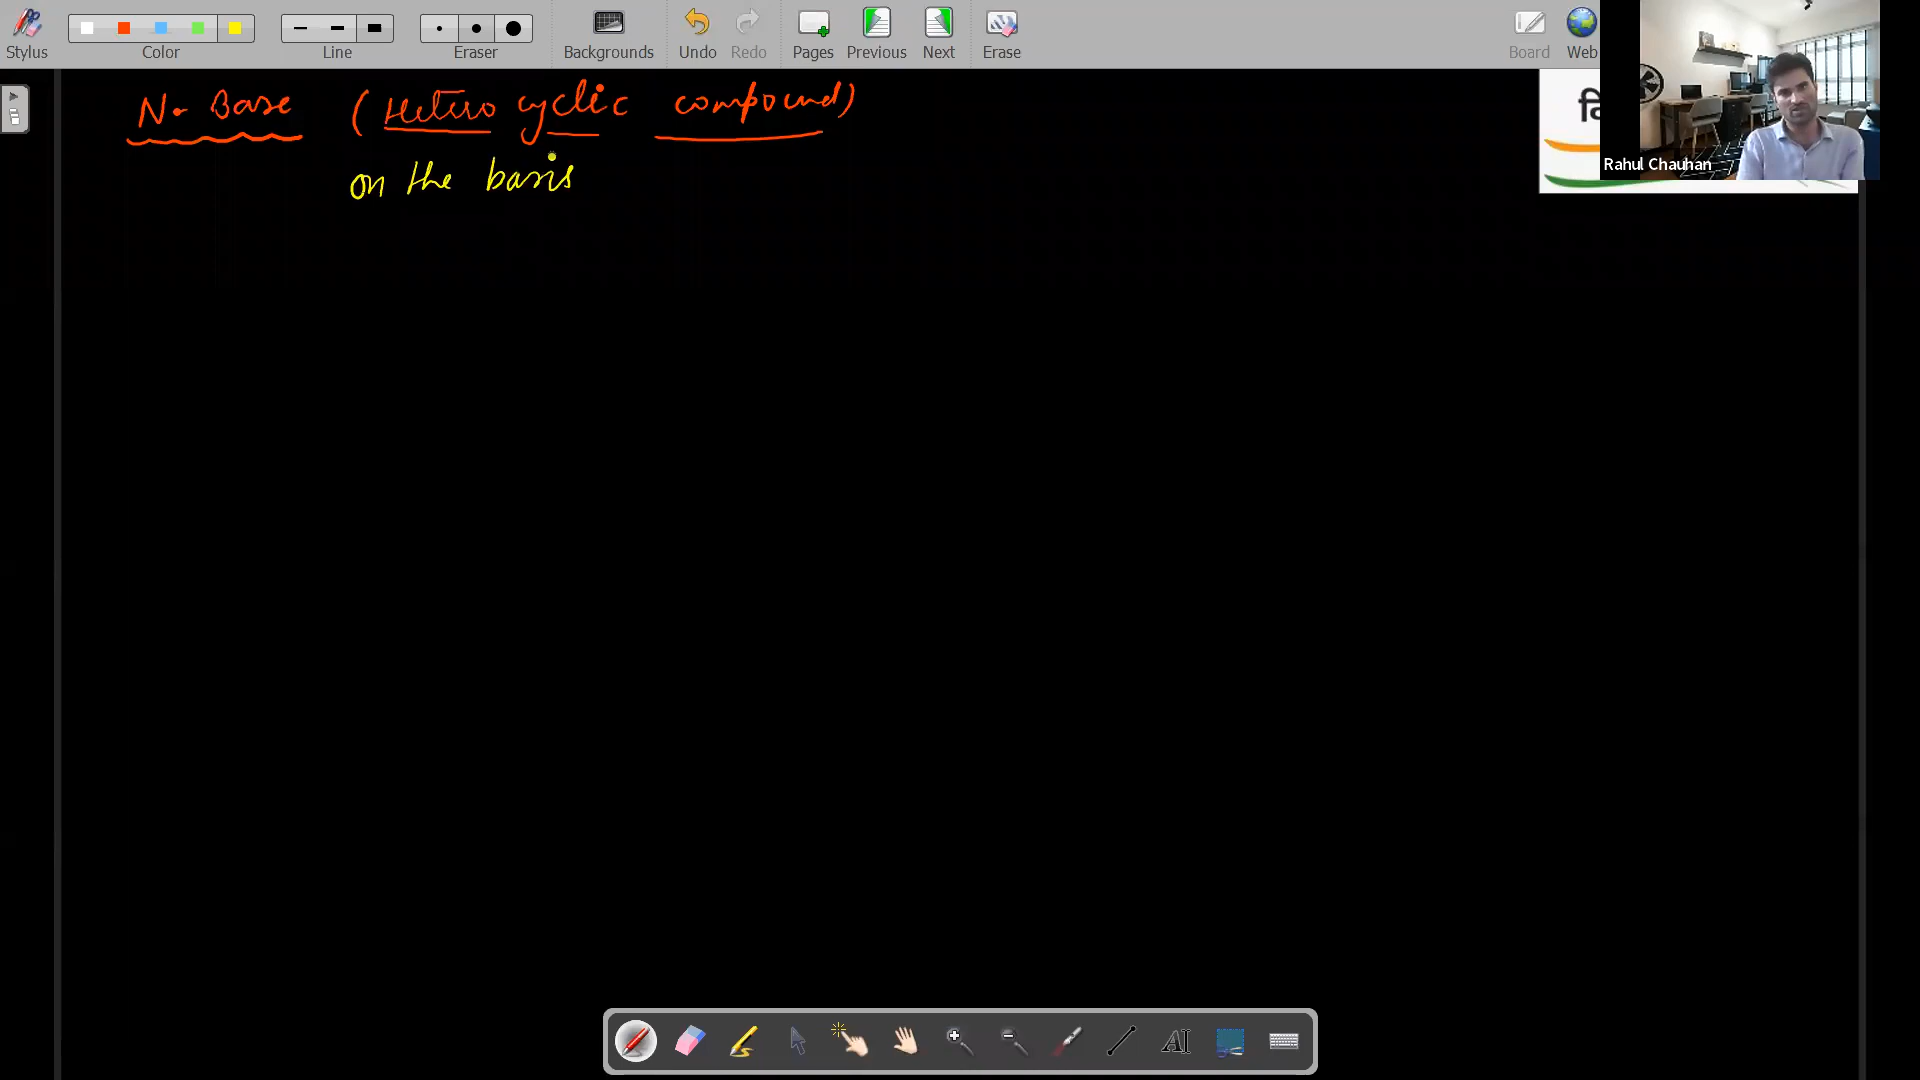 Stylus Color Line Eraser Backgrounds Undo Redo Pages Previous Next Erase Board Web
N. Base (Hetero cyclic compound)
on the basis
Rahul Chauhan